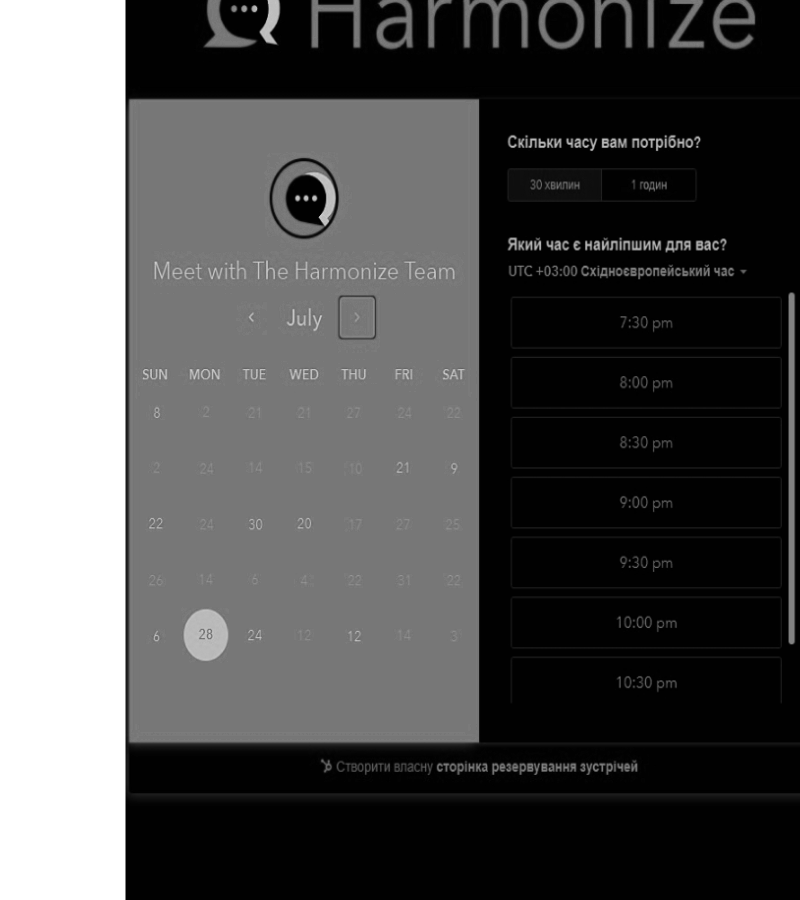 Harmonize
Meet with The Harmonize Team
‹ July ›
SUN MON TUE WED THU FRI SAT
8 2 21 21 27 24 22
2 24 14 15 10 21 9
22 24 30 20 17 27 25
26 14 6 4 22 31 22
6 28 24 12 12 14 3
Скільки часу вам потрібно?
30 хвилин 1 годин
Який час є найліпшим для вас?
UTC +03:00 Східноєвропейський час
7:30 pm
8:00 pm
8:30 pm
9:00 pm
9:30 pm
10:00 pm
10:30 pm
Створити власну сторінка резервування зустрічей